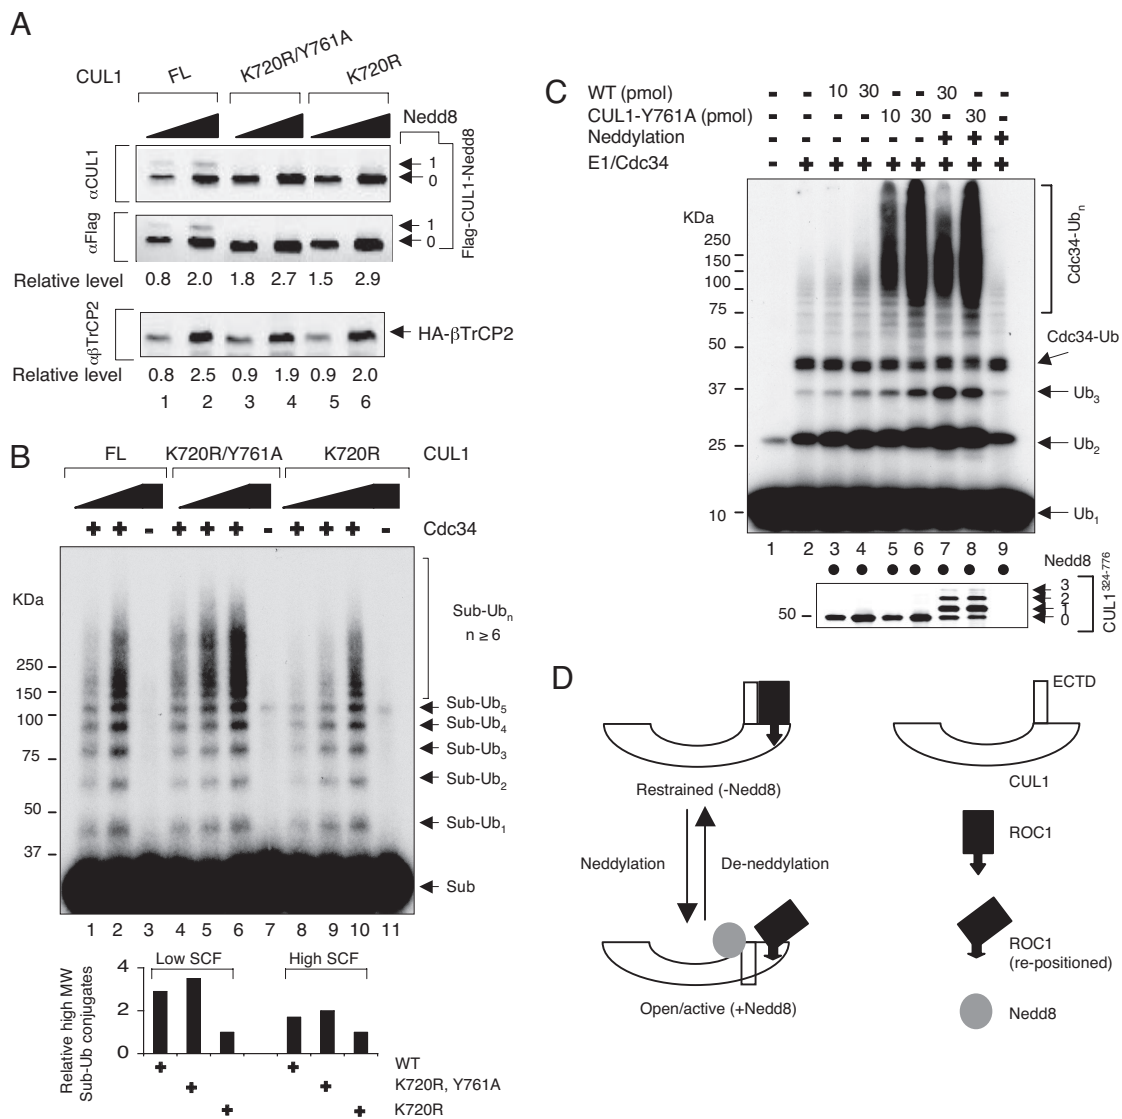 A
CUL1 FL K720R/Y761A K720R
Nedd8
αCUL1
1
0
αFlag
1
0
Flag-CUL1-Nedd8
Relative level 0.8 2.0 1.8 2.7 1.5 2.9
αβTrCP2
HA-βTrCP2
Relative level 0.8 2.5 0.9 1.9 0.9 2.0
1 2 3 4 5 6
B
FL K720R/Y761A K720R CUL1
+ + - + + + - + + + - Cdc34
KDa
250
150
100
75
50
37
Sub-Ubn
n ≥ 6
Sub-Ub5
Sub-Ub4
Sub-Ub3
Sub-Ub2
Sub-Ub1
Sub
1 2 3 4 5 6 7 8 9 10 11
Relative high MW
Sub-Ub conjugates
4
2
0
Low SCF High SCF
+ + WT
+ + K720R, Y761A
+ + K720R
C
WT (pmol) - - 10 30 - - 30 - -
CUL1-Y761A (pmol) - - - - 10 30 - 30 -
Neddylation - - - - - - + + +
E1/Cdc34 - + + + + + + + +
KDa
250
150
100
75
50
37
25
10
Cdc34-Ubn
Cdc34-Ub
Ub3
Ub2
Ub1
1 2 3 4 5 6 7 8 9
Nedd8
50
3
2
1
0
CUL1324-776
D
Restrained (-Nedd8)
Neddylation De-neddylation
Open/active (+Nedd8)
ECTD
CUL1
ROC1
ROC1
(re-positioned)
Nedd8